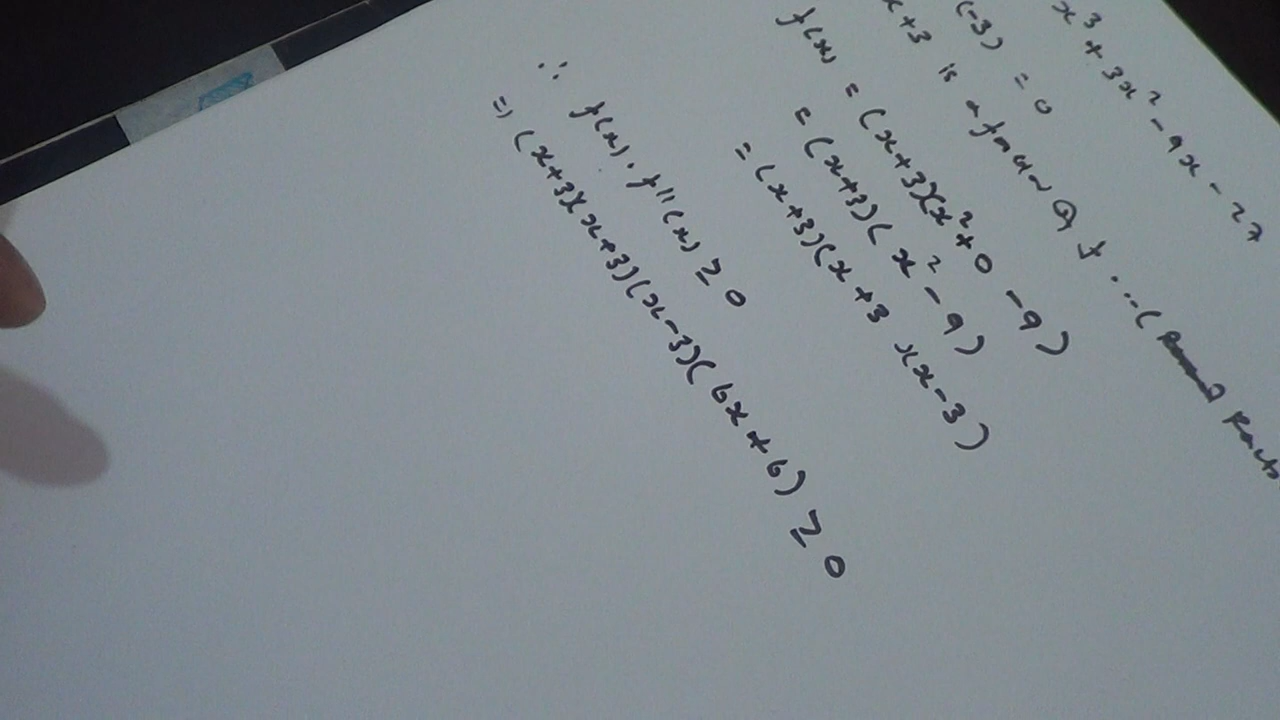 x³ + 3x² - 9x - 27
(-3) = 0
x+3 is a factor of f ...(
f(x) = (x+3)(x²+0 -9)
= (x+3)(x² - 9)
= (x+3)(x+3)(x-3)
∴ f(x). f''(x) ≥ 0
⇒ (x+3)(x+3)(x-3)(6x+6) ≥ 0